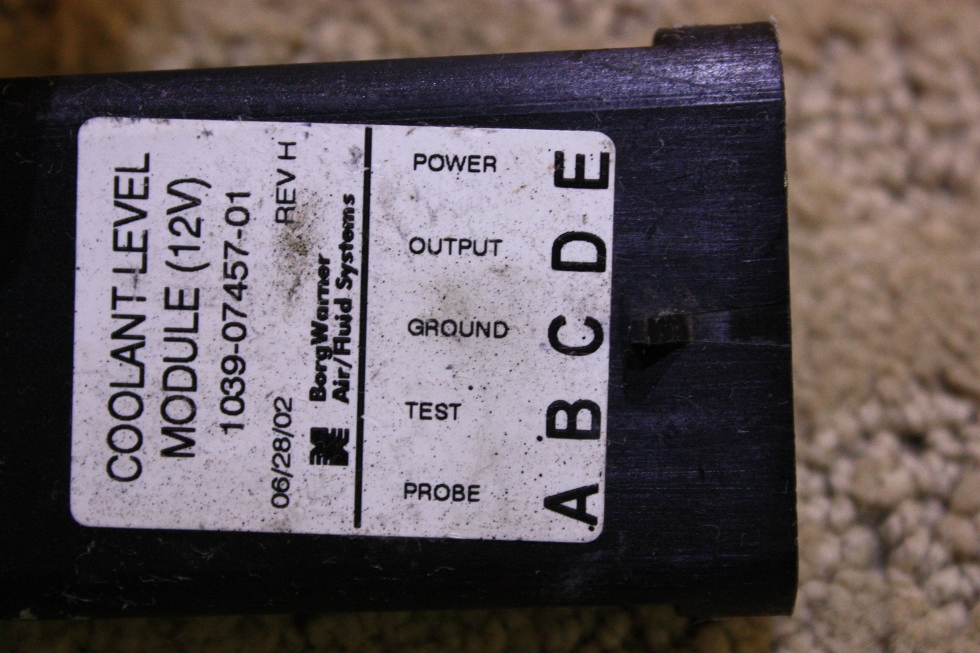 COOLANT LEVEL
MODULE (12V)
1039-07457-01
06/28/02 REV H
BorgWarner
Air/Fluid Systems
POWER E
OUTPUT D
GROUND C
TEST B
PROBE A